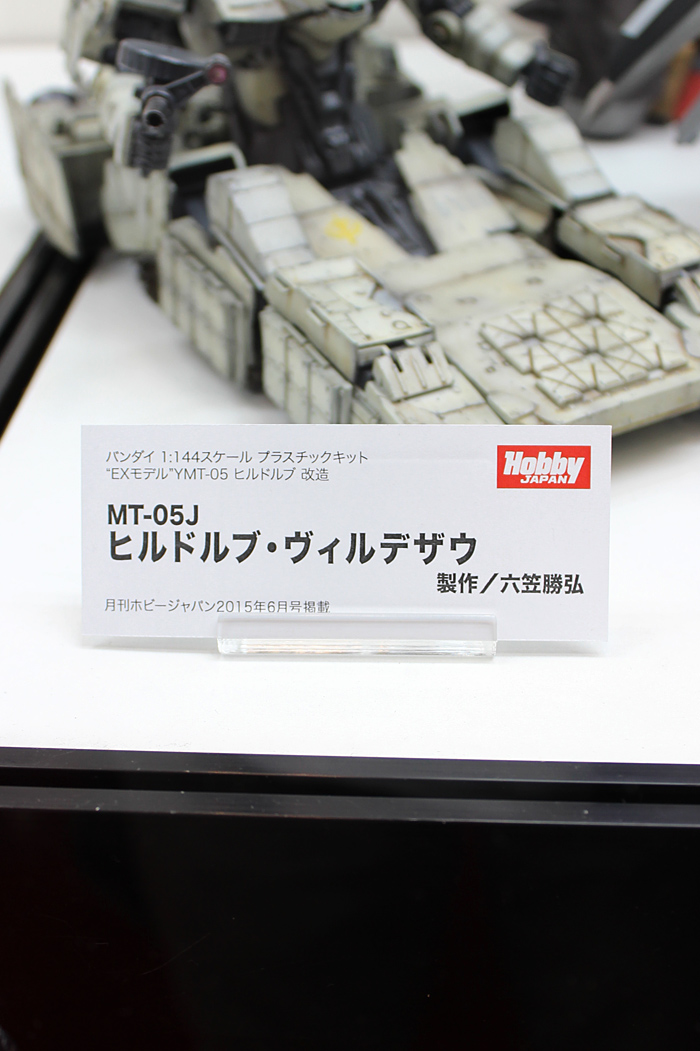 バンダイ 1:144スケール プラスチックキット
“EXモデル”YMT-05 ヒルドルブ 改造
Hobby
JAPAN
MT-05J
ヒルドルブ・ヴィルデザウ
製作／六笠勝弘
月刊ホビージャパン2015年6月号掲載